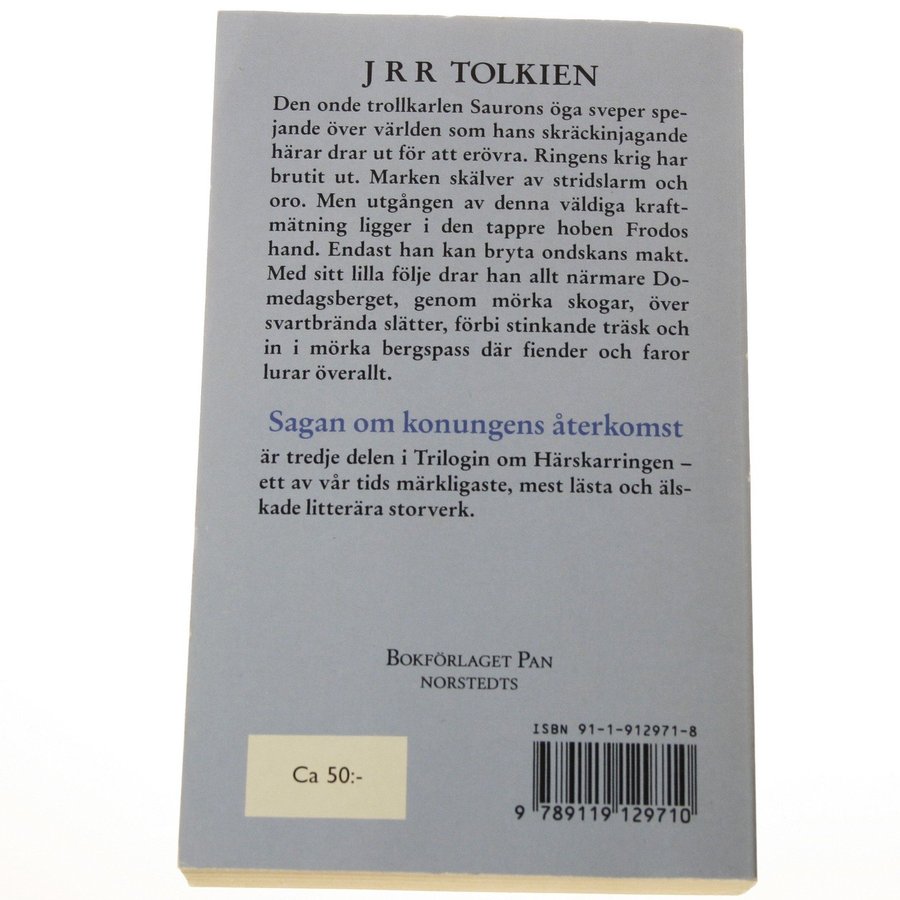 J R R TOLKIEN
Den onde trollkarlen Saurons öga sveper spe-
jande över världen som hans skräckinjagande
härar drar ut för att erövra. Ringens krig har
brutit ut. Marken skälver av stridslarm och
oro. Men utgången av denna väldiga kraft-
mätning ligger i den tappre hoben Frodos
hand. Endast han kan bryta ondskans makt.
Med sitt lilla följe drar han allt närmare Do-
medagsberget, genom mörka skogar, över
svartbrända slätter, förbi stinkande träsk och
in i mörka bergspass där fiender och faror
lurar överallt.
Sagan om konungens återkomst
är tredje delen i Trilogin om Härskarringen –
ett av vår tids märkligaste, mest lästa och äls-
kade litterära storverk.
BOKFÖRLAGET PAN
NORSTEDTS
ISBN 91-1-912971-8
Ca 50:-
9 789119 129710